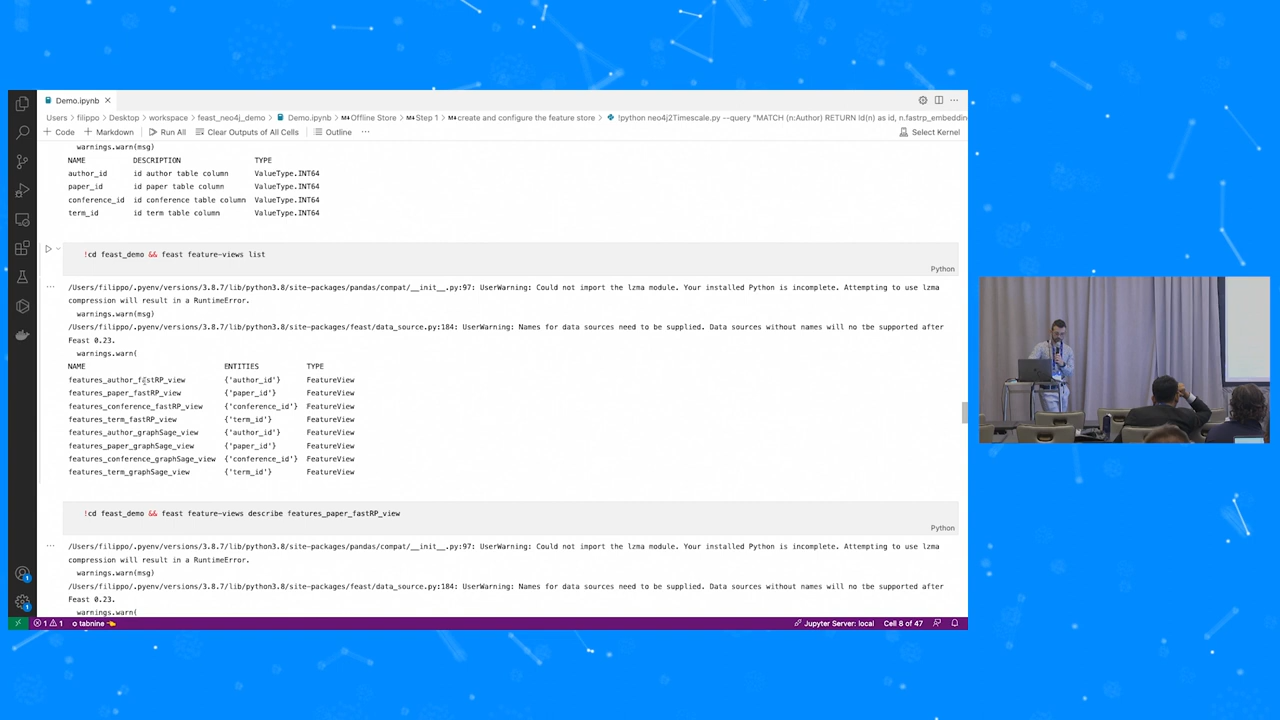 Demo.ipynb
Users > filippo > Desktop > workspace > feast_neo4j_demo > Demo.ipynb > M↓Offline Store > M↓Step 1 > M↓create and configure the feature store > !python neo4j2Timescale.py --query "MATCH (n:Author) RETURN id(n) as id, n.fastrp_embeddin
+ Code + Markdown Run All Clear Outputs of All Cells Outline ··· Select Kernel
warnings.warn(msg)
NAME DESCRIPTION TYPE
author_id id author table column ValueType.INT64
paper_id id paper table column ValueType.INT64
conference_id id conference table column ValueType.INT64
term_id id term table column ValueType.INT64
!cd feast_demo && feast feature-views list
Python
/Users/filippo/.pyenv/versions/3.8.7/lib/python3.8/site-packages/pandas/compat/__init__.py:97: UserWarning: Could not import the lzma module. Your installed Python is incomplete. Attempting to use lzma
compression will result in a RuntimeError.
warnings.warn(msg)
/Users/filippo/.pyenv/versions/3.8.7/lib/python3.8/site-packages/feast/data_source.py:184: UserWarning: Names for data sources need to be supplied. Data sources without names will no tbe supported after
Feast 0.23.
warnings.warn(
NAME ENTITIES TYPE
features_author_fastRP_view {'author_id'} FeatureView
features_paper_fastRP_view {'paper_id'} FeatureView
features_conference_fastRP_view {'conference_id'} FeatureView
features_term_fastRP_view {'term_id'} FeatureView
features_author_graphSage_view {'author_id'} FeatureView
features_paper_graphSage_view {'paper_id'} FeatureView
features_conference_graphSage_view {'conference_id'} FeatureView
features_term_graphSage_view {'term_id'} FeatureView
!cd feast_demo && feast feature-views describe features_paper_fastRP_view
Python
/Users/filippo/.pyenv/versions/3.8.7/lib/python3.8/site-packages/pandas/compat/__init__.py:97: UserWarning: Could not import the lzma module. Your installed Python is incomplete. Attempting to use lzma
compression will result in a RuntimeError.
warnings.warn(msg)
/Users/filippo/.pyenv/versions/3.8.7/lib/python3.8/site-packages/feast/data_source.py:184: UserWarning: Names for data sources need to be supplied. Data sources without names will no tbe supported after
Feast 0.23.
warnings.warn(
1 1 tabnine Jupyter Server: local Cell 8 of 47